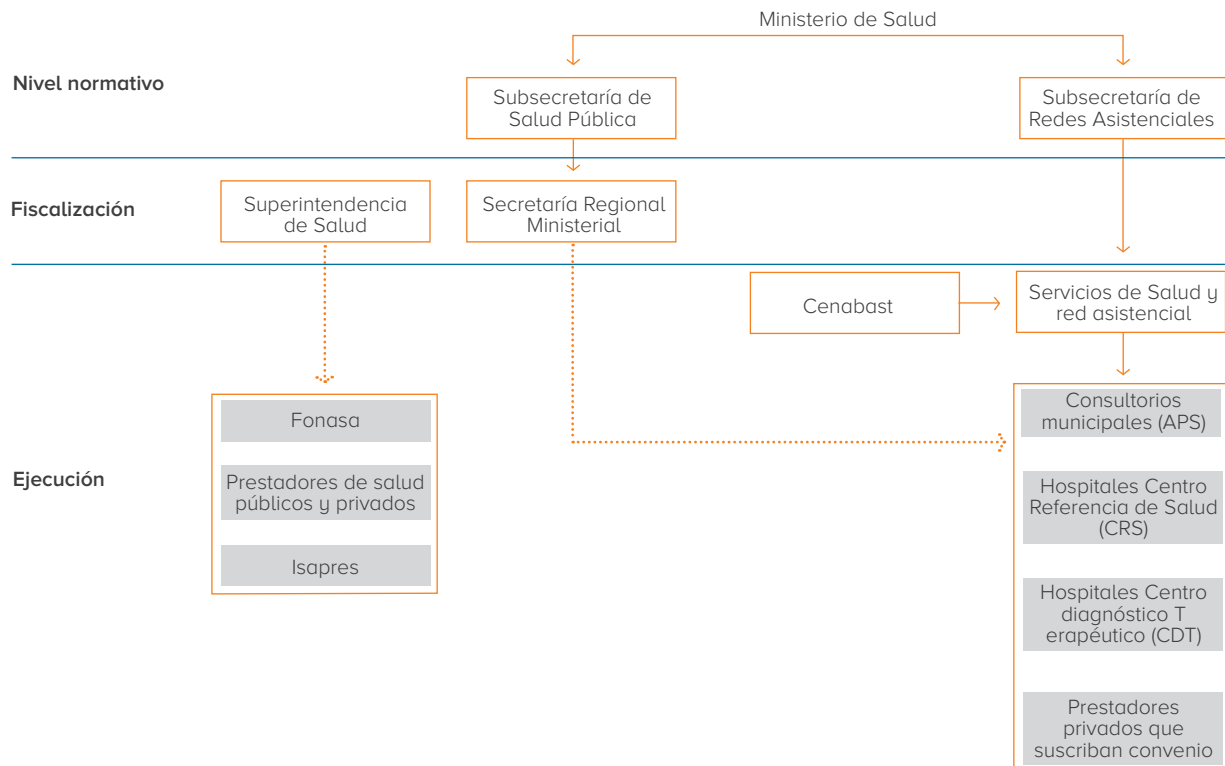 Ministerio de Salud
Nivel normativo
Subsecretaría de
Salud Pública
Subsecretaría de
Redes Asistenciales
Fiscalización
Superintendencia
de Salud
Secretaría Regional
Ministerial
Cenabast
Servicios de Salud y
red asistencial
Ejecución
Fonasa
Prestadores de salud
públicos y privados
Isapres
Consultorios
municipales (APS)
Hospitales Centro
Referencia de Salud
(CRS)
Hospitales Centro
diagnóstico T
erapéutico (CDT)
Prestadores
privados que
suscriban convenio